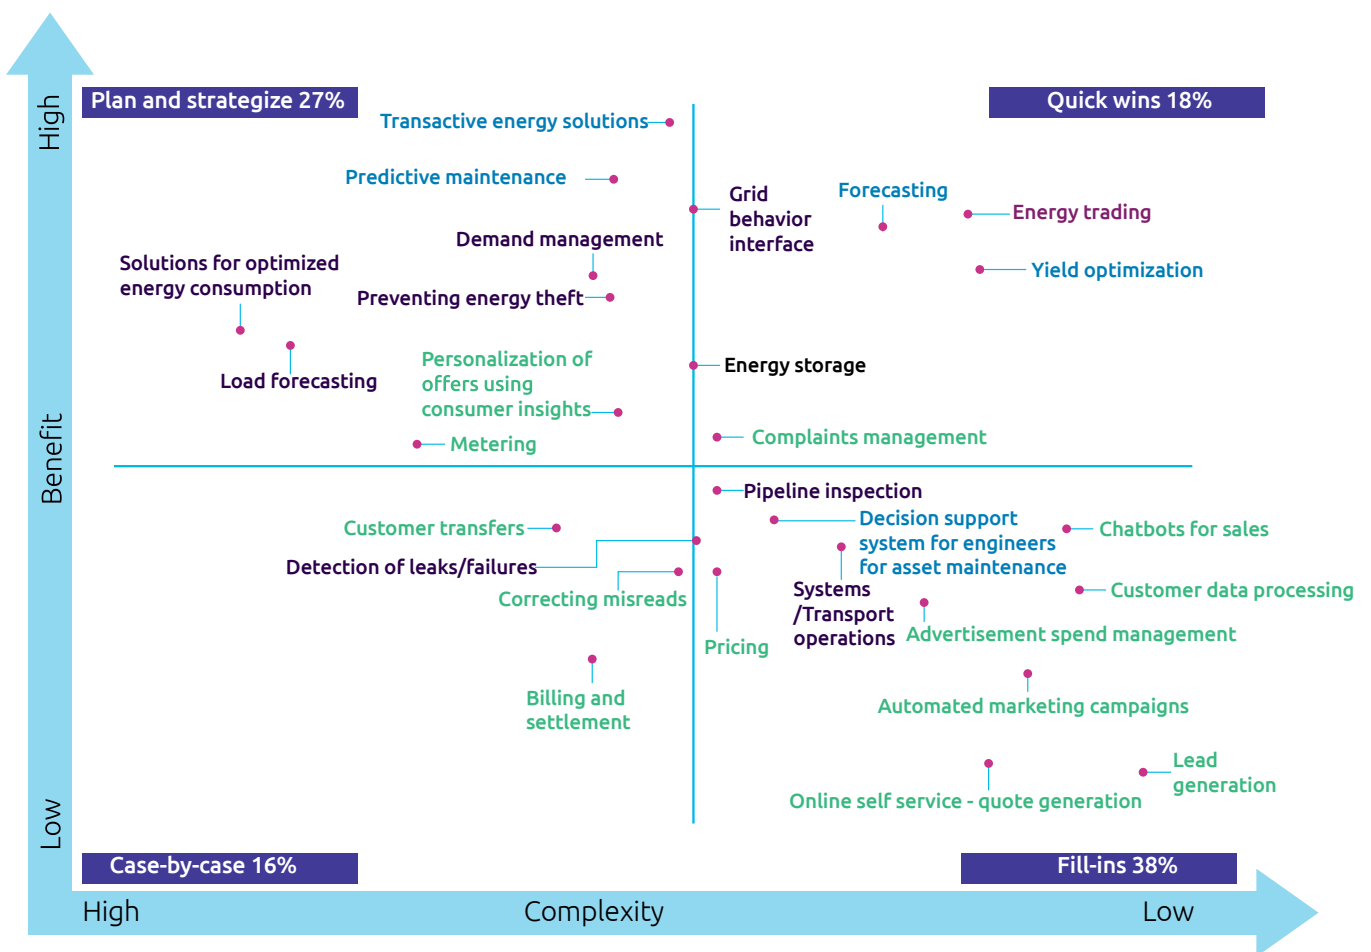 High
Plan and strategize 27%
Quick wins 18%
Transactive energy solutions
Predictive maintenance
Grid
behavior
interface
Forecasting
Energy trading
Demand management
Yield optimization
Solutions for optimized
energy consumption
Preventing energy theft
Load forecasting
Personalization of
offers using
consumer insights
Energy storage
Metering
Complaints management
Benefit
Pipeline inspection
Customer transfers
Decision support
system for engineers
for asset maintenance
Chatbots for sales
Detection of leaks/failures
Correcting misreads
Systems
/Transport
operations
Customer data processing
Pricing
Advertisement spend management
Billing and
settlement
Automated marketing campaigns
Lead
generation
Online self service - quote generation
Low
Case-by-case 16%
Fill-ins 38%
High
Complexity
Low